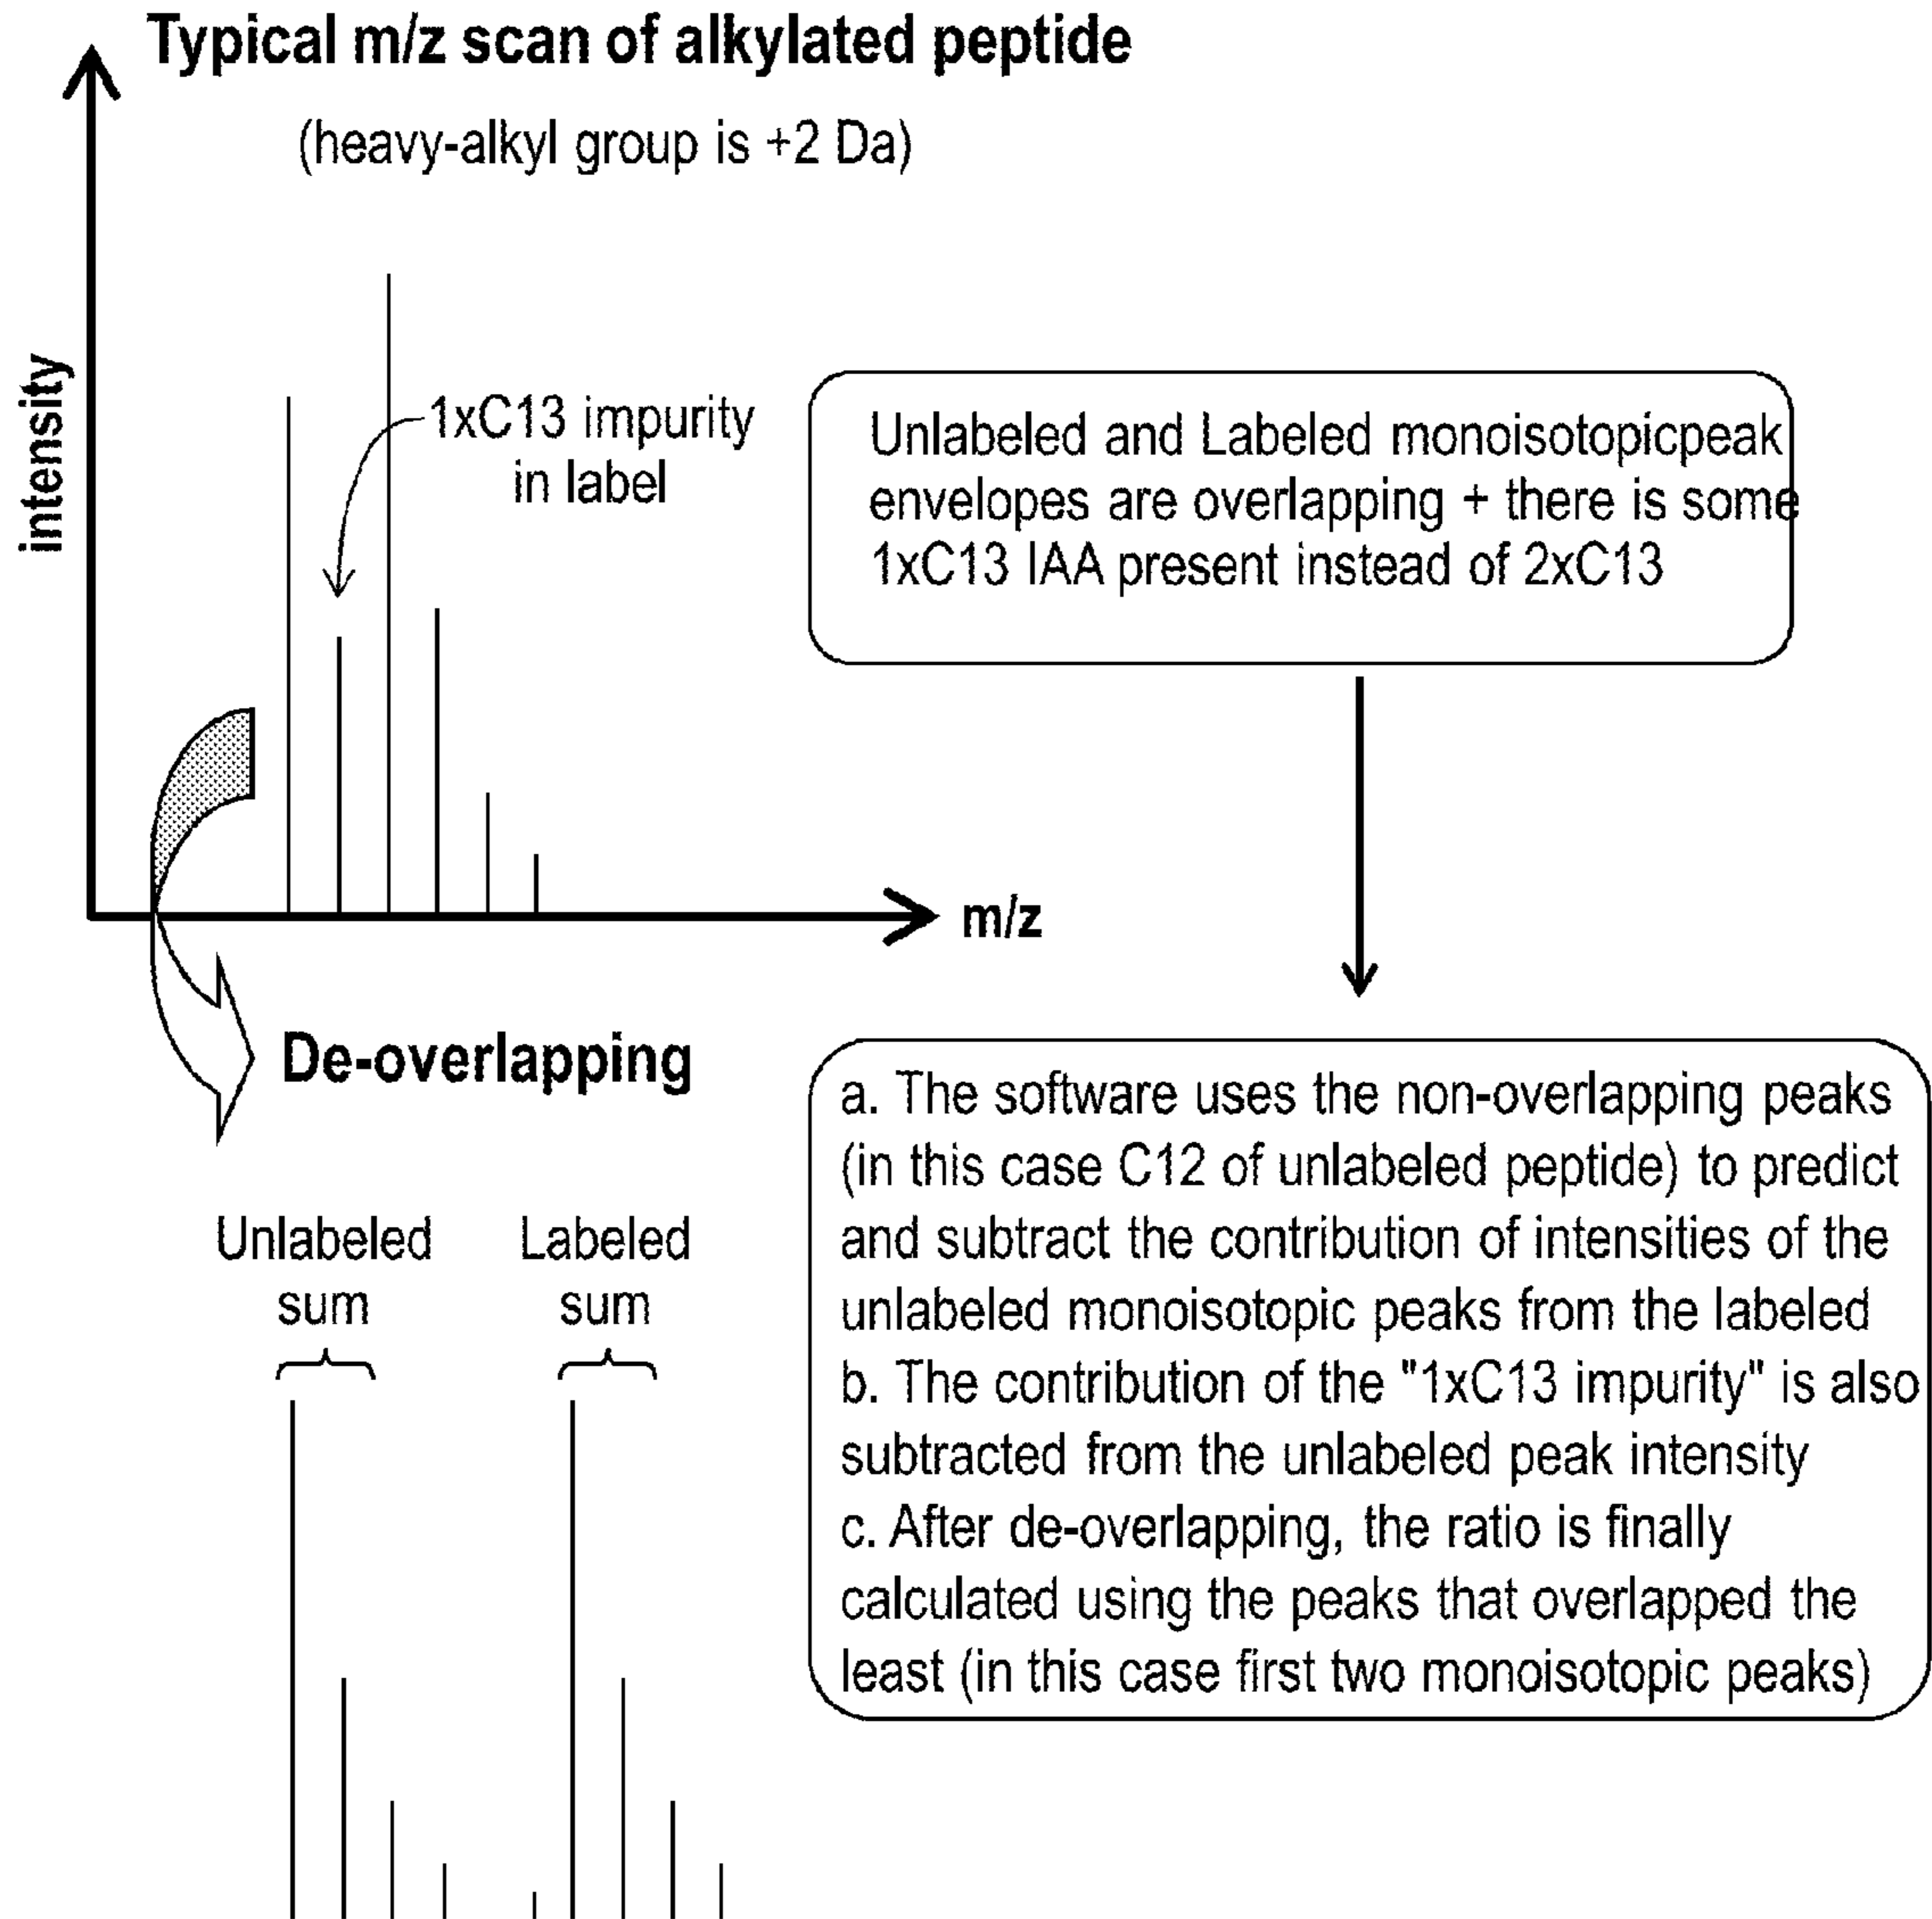 Typical m/z scan of alkylated peptide
(heavy-alkyl group is +2 Da)
intensity
1xC13 impurity
in label
Unlabeled and Labeled monoisotopicpeak
envelopes are overlapping + there is some
1xC13 IAA present instead of 2xC13
m/z
De-overlapping
Unlabeled
sum
Labeled
sum
a. The software uses the non-overlapping peaks
(in this case C12 of unlabeled peptide) to predict
and subtract the contribution of intensities of the
unlabeled monoisotopic peaks from the labeled
b. The contribution of the "1xC13 impurity" is also
subtracted from the unlabeled peak intensity
c. After de-overlapping, the ratio is finally
calculated using the peaks that overlapped the
least (in this case first two monoisotopic peaks)